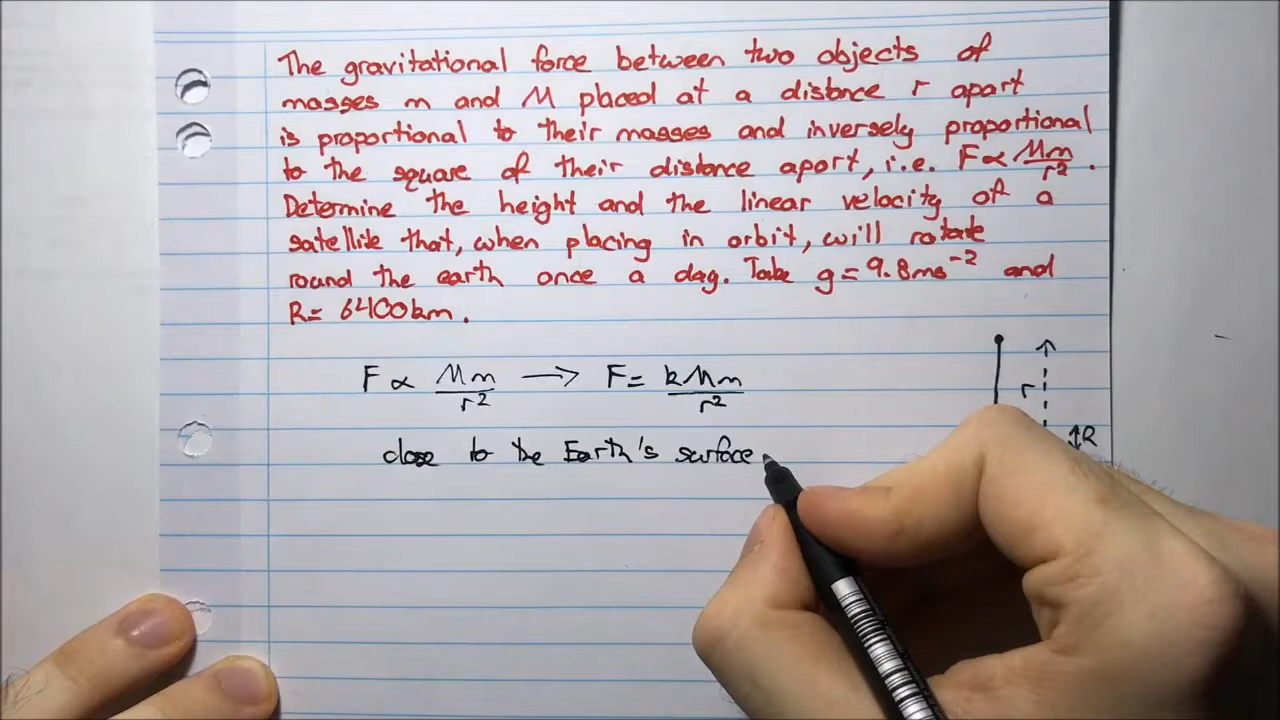 The gravitational force between two objects of
masses m and M placed at a distance r apart
is proportional to their masses and inversely proportional
to the square of their distance apart, i.e. F ∝ Mm/r².
Determine the height and the linear velocity of a
satellite that, when placing in orbit, will rotate
round the earth once a day. Take g = 9.8ms⁻² and
R = 6400km.
F ∝ Mm/r² → F = kMm/r²
r
R
close to the Earth's surface